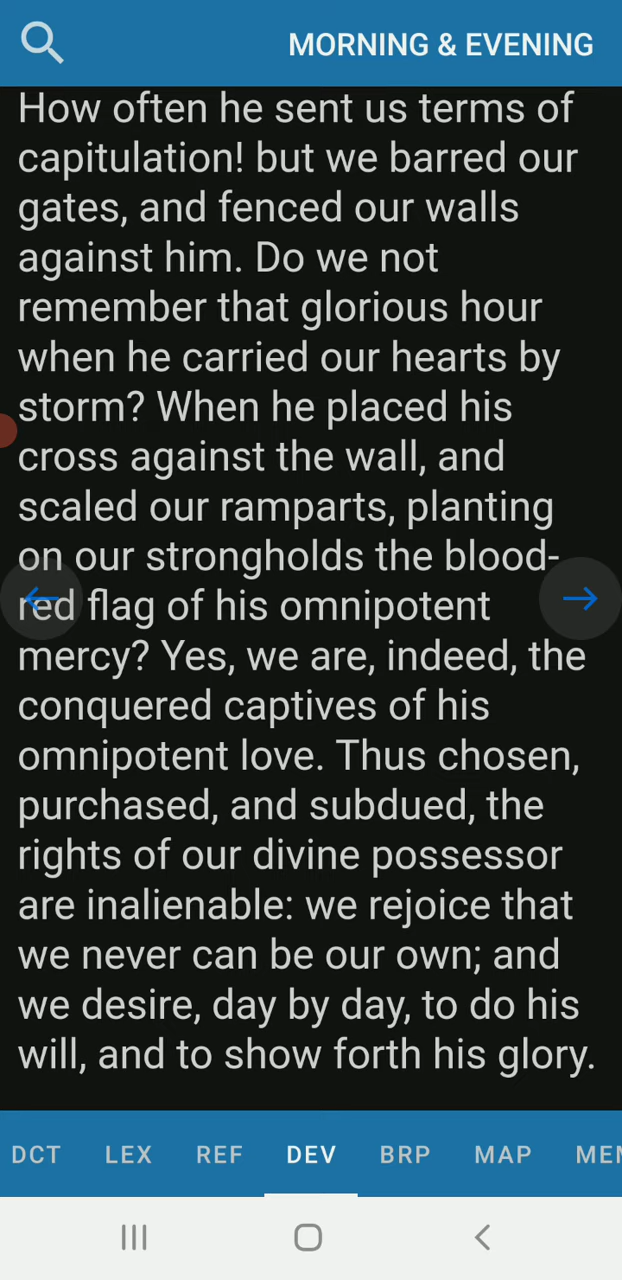 MORNING & EVENING
How often he sent us terms of
capitulation! but we barred our
gates, and fenced our walls
against him. Do we not
remember that glorious hour
when he carried our hearts by
storm? When he placed his
cross against the wall, and
scaled our ramparts, planting
on our strongholds the blood-
red flag of his omnipotent
mercy? Yes, we are, indeed, the
conquered captives of his
omnipotent love. Thus chosen,
purchased, and subdued, the
rights of our divine possessor
are inalienable: we rejoice that
we never can be our own; and
we desire, day by day, to do his
will, and to show forth his glory.
DCT LEX REF DEV BRP MAP